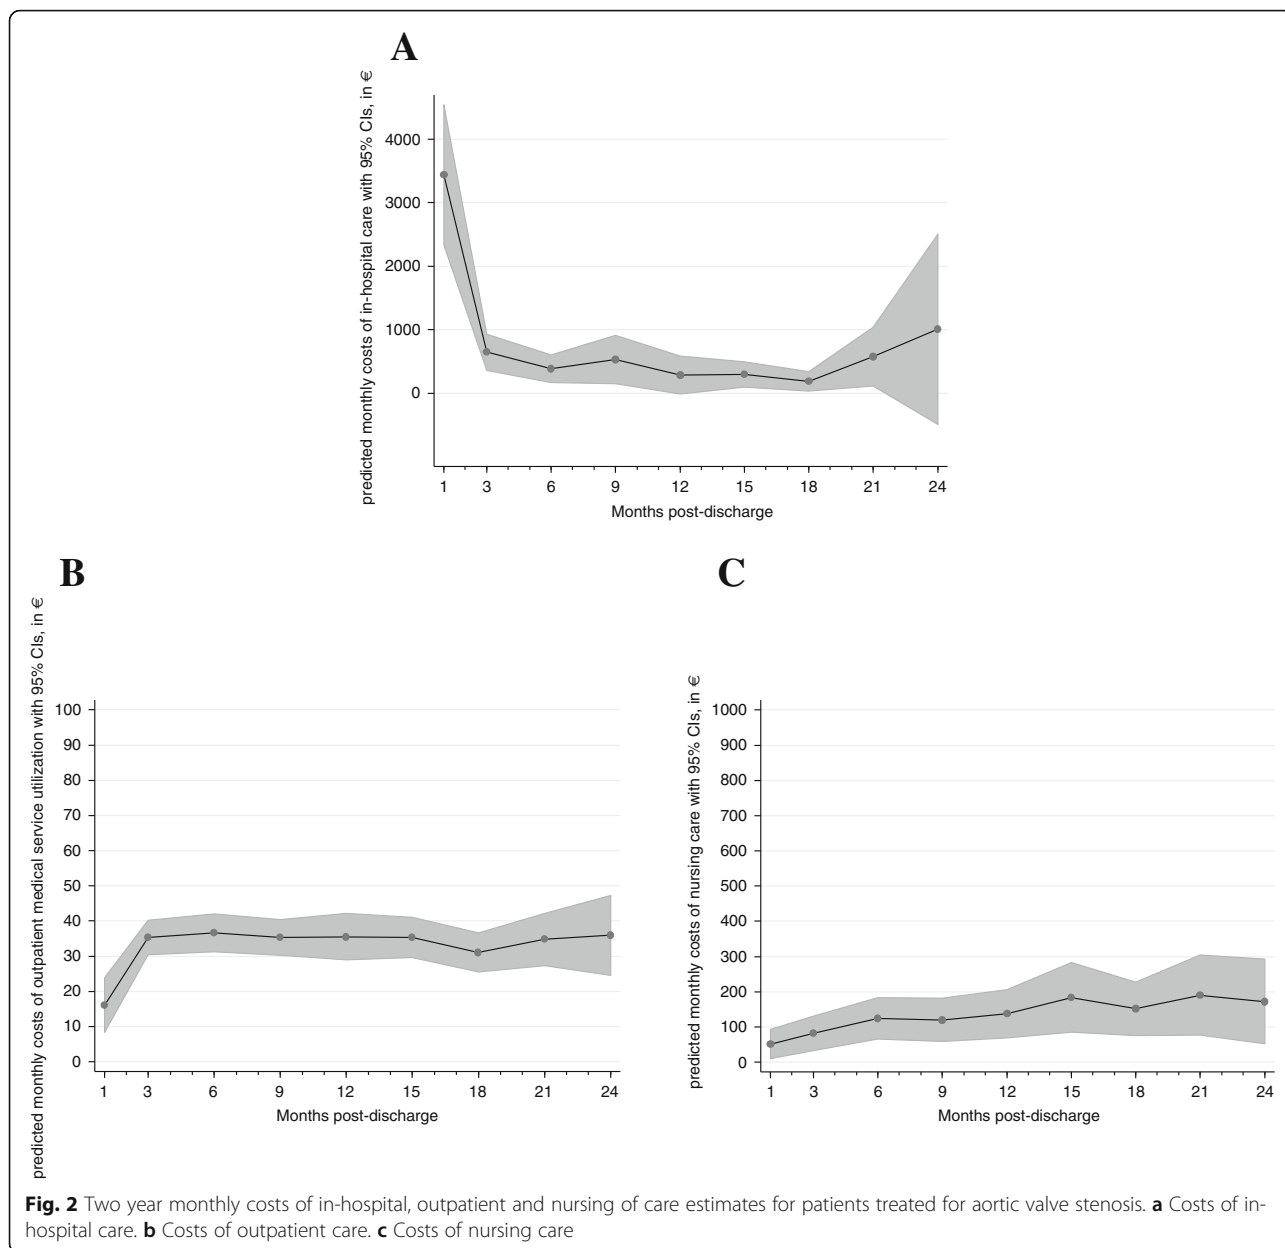 A
predicted monthly costs of in-hospital care with 95% CIs, in €
4000
3000
2000
1000
0
1 3 6 9 12 15 18 21 24
Months post-discharge
B
predicted monthly costs of outpatient medical service utilization with 95% CIs, in €
100
90
80
70
60
50
40
30
20
10
0
1 3 6 9 12 15 18 21 24
Months post-discharge
C
predicted monthly costs of nursing care with 95% CIs, in €
1000
900
800
700
600
500
400
300
200
100
0
1 3 6 9 12 15 18 21 24
Months post-discharge
Fig. 2 Two year monthly costs of in-hospital, outpatient and nursing of care estimates for patients treated for aortic valve stenosis. a Costs of in-
hospital care. b Costs of outpatient care. c Costs of nursing care